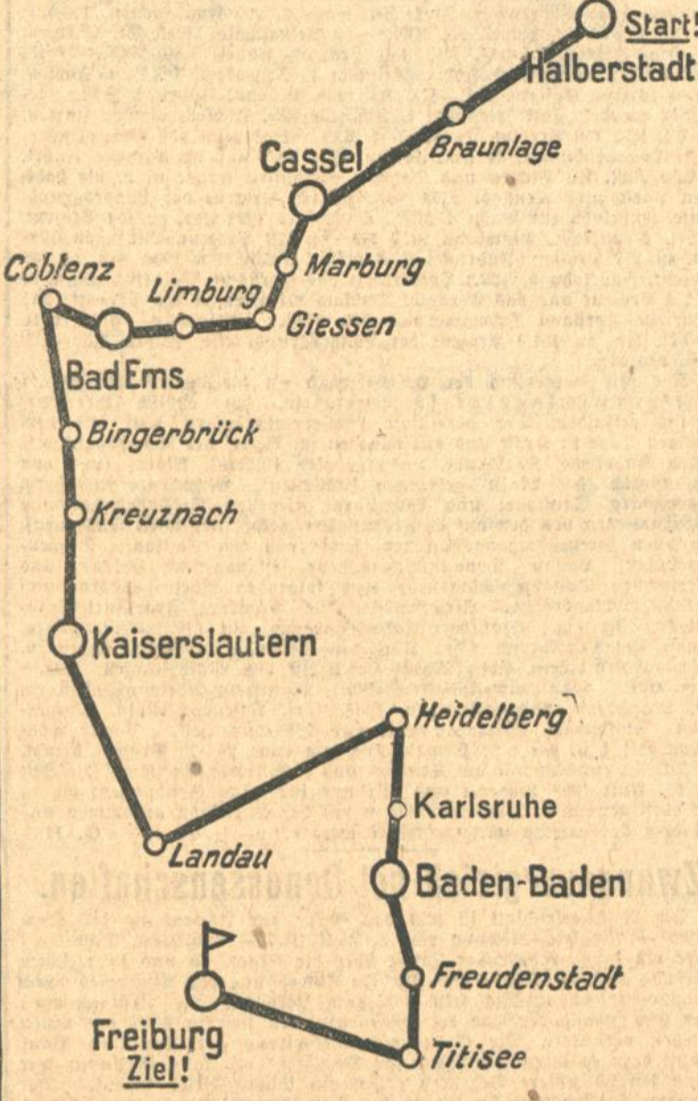 Start!
Halberstadt
Braunlage
Cassel
Marburg
Giessen
Limburg
Bad Ems
Coblenz
Bingerbrück
Kreuznach
Kaiserslautern
Landau
Heidelberg
Karlsruhe
Baden-Baden
Freudenstadt
Titisee
Freiburg
Ziel!